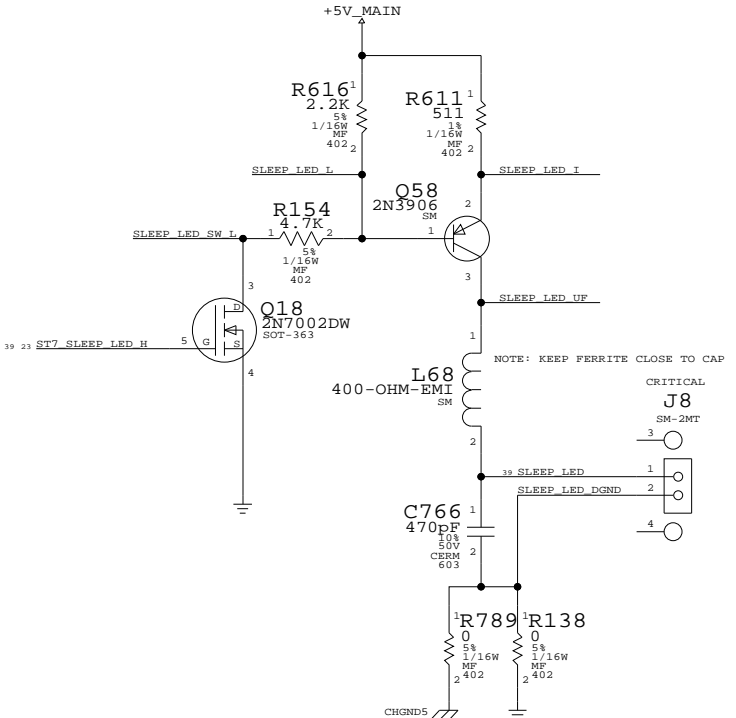 +5V_MAIN
R616
1
2.2K
5%
1/16W
MF
402
2
R611
1
511
1%
1/16W
MF
402
2
SLEEP_LED_L
SLEEP_LED_I
Q58
2N3906
SM
2
1
3
R154
4.7K
1
2
5%
1/16W
MF
402
SLEEP_LED_SW_L
SLEEP_LED_UF
3
D
Q18
2N7002DW
SOT-363
39 23 ST7_SLEEP_LED_H
5
G
S
4
1
NOTE: KEEP FERRITE CLOSE TO CAP
L68
400-OHM-EMI
SM
2
CRITICAL
J8
SM-2MT
3
39 SLEEP_LED
1
SLEEP_LED_DGND
2
4
C766
1
470pF
10%
50V
CERM
603
2
1
R789
0
5%
1/16W
MF
402
2
1
R138
0
5%
1/16W
MF
402
2
CHGND5